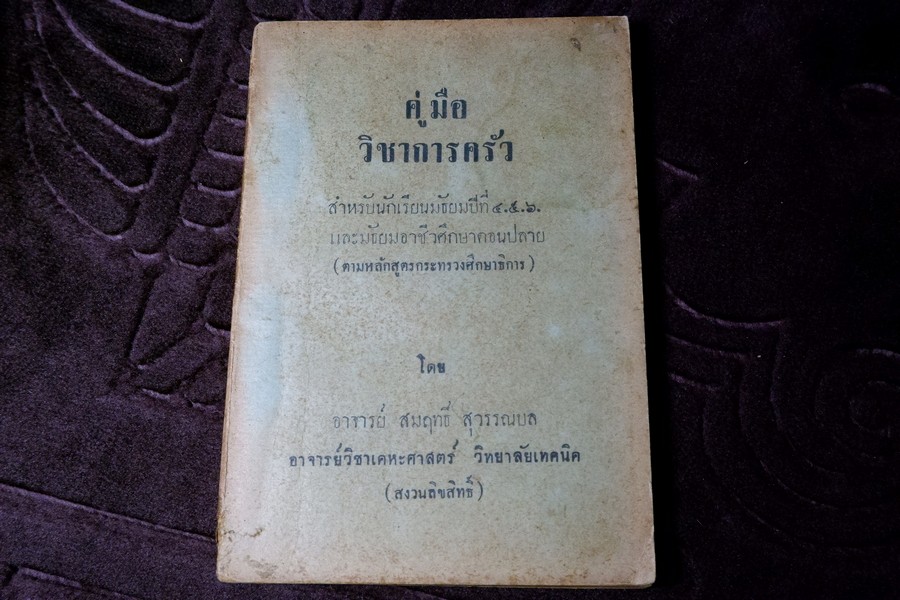 คู่มือ
วิชาการครัว
สำหรับนักเรียนมัธยมปีที่ ๔.๕.๖.
และมัธยมอาชีวศึกษาตอนปลาย
(ตามหลักสูตรกระทรวงศึกษาธิการ)
โดย
อาจารย์ สมฤทธิ์ สุวรรณบล
อาจารย์วิชาเคหะศาสตร์ วิทยาลัยเทคนิค
(สงวนลิขสิทธิ์)